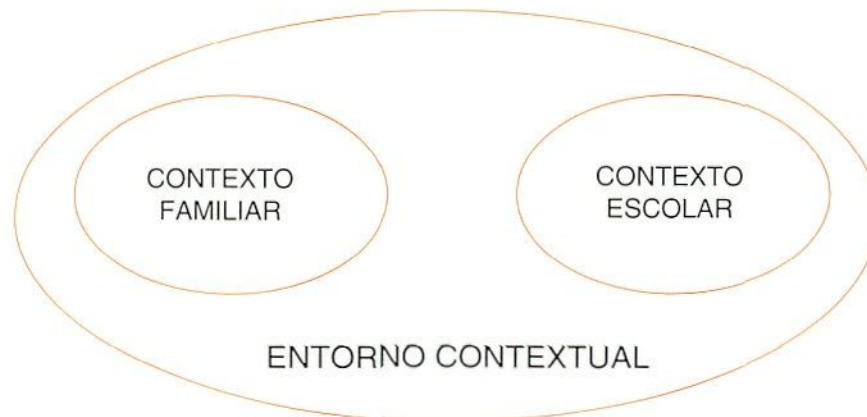 CONTEXTO
FAMILIAR
CONTEXTO
ESCOLAR
ENTORNO CONTEXTUAL